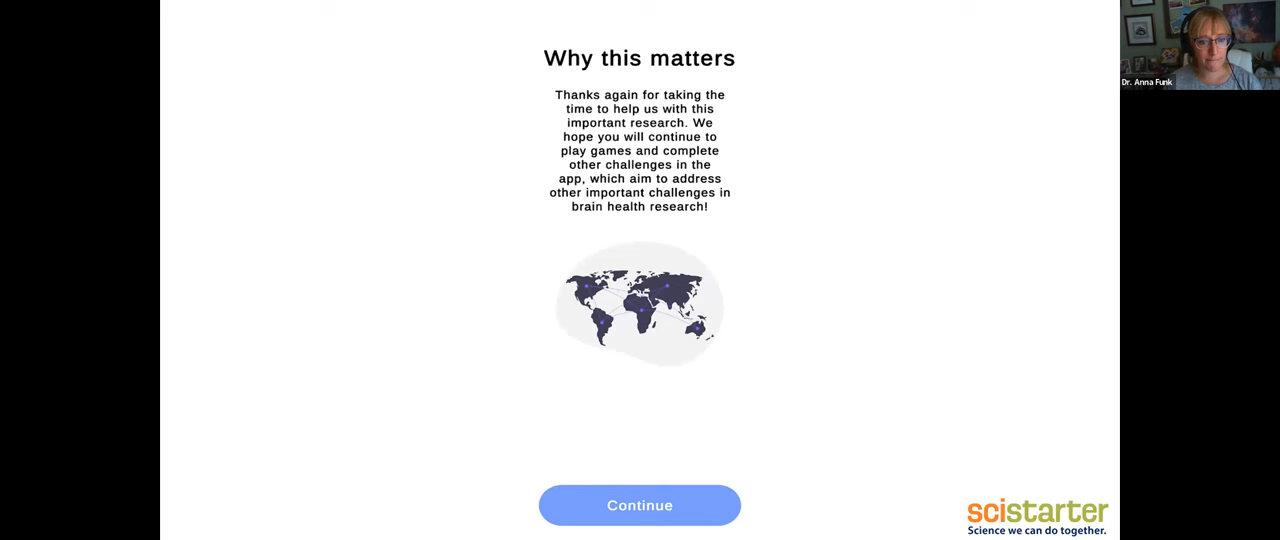 Why this matters
Thanks again for taking the
time to help us with this
important research. We
hope you will continue to
play games and complete
other challenges in the
app, which aim to address
other important challenges in
brain health research!
Continue
Dr. Anna Funk
scistarter
Science we can do together.